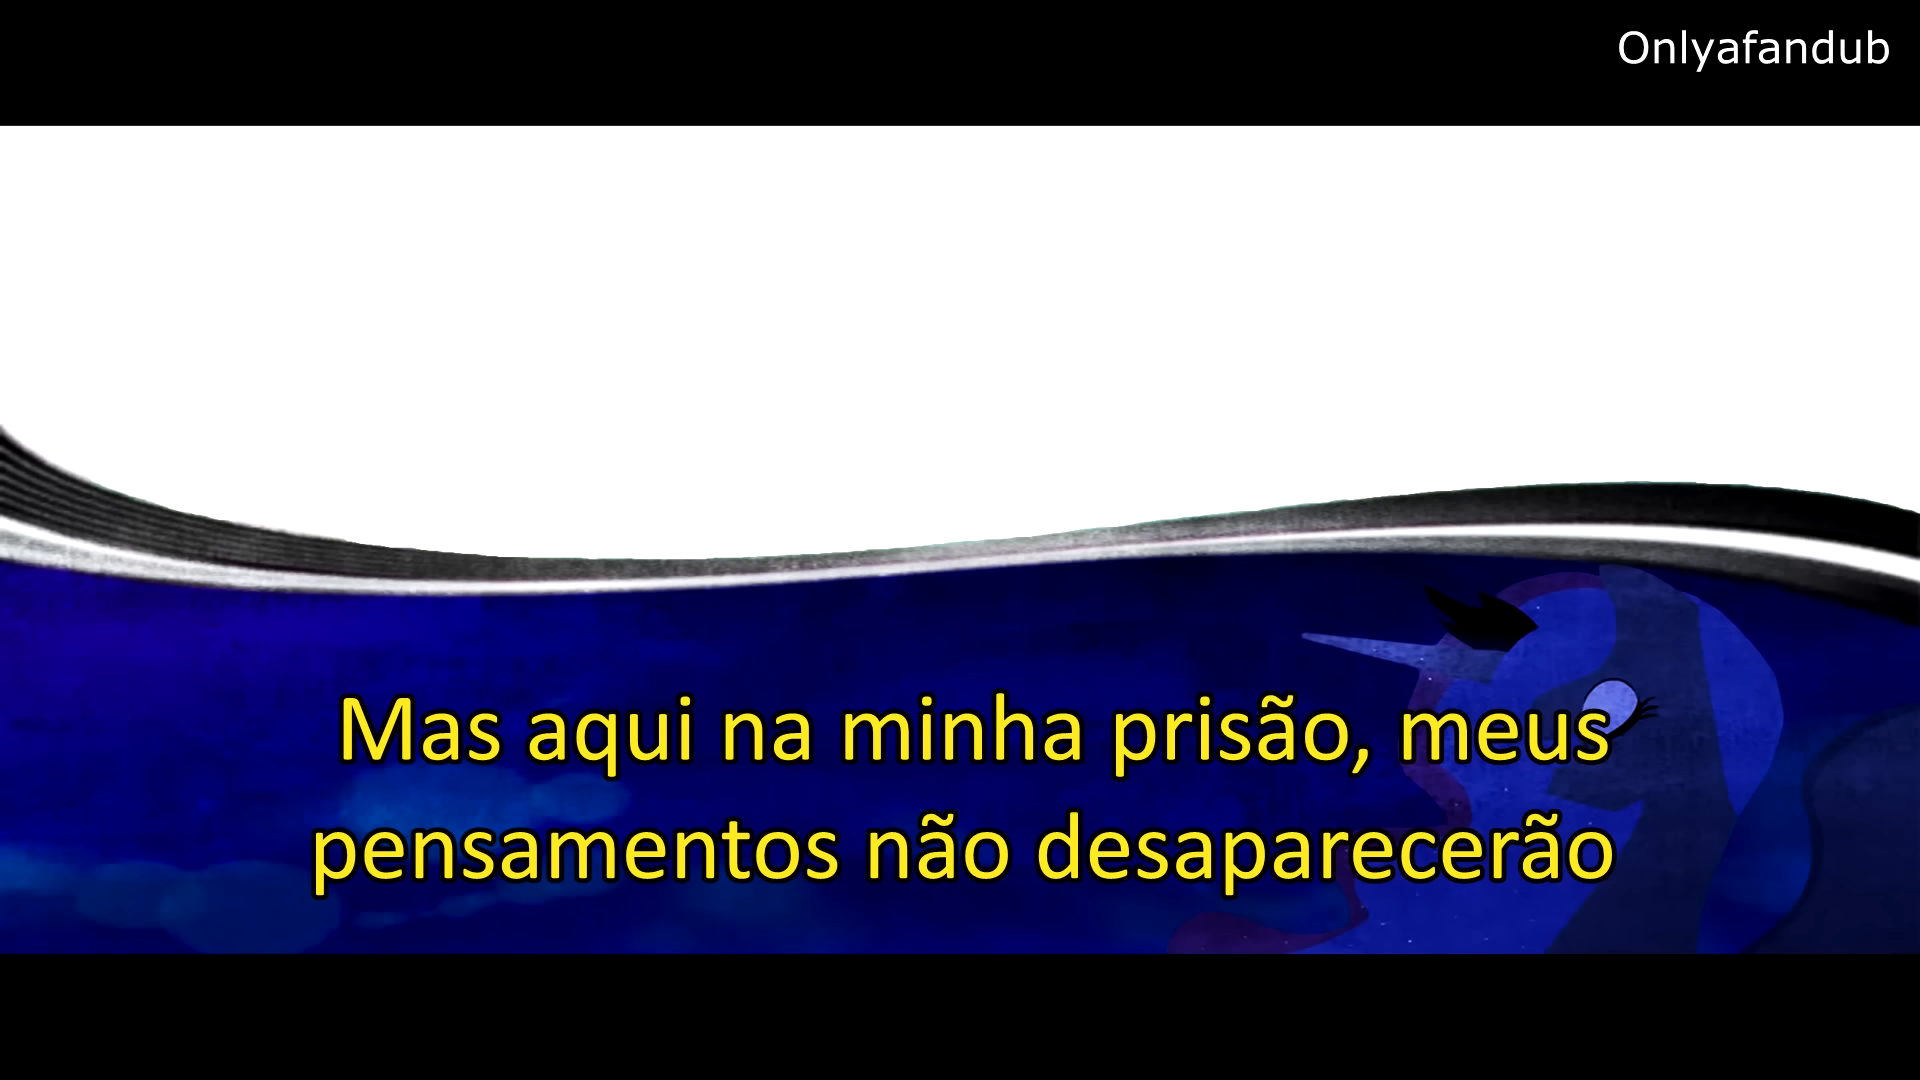 Onlyafandub
Mas aqui na minha prisão, meus
pensamentos não desaparecerão